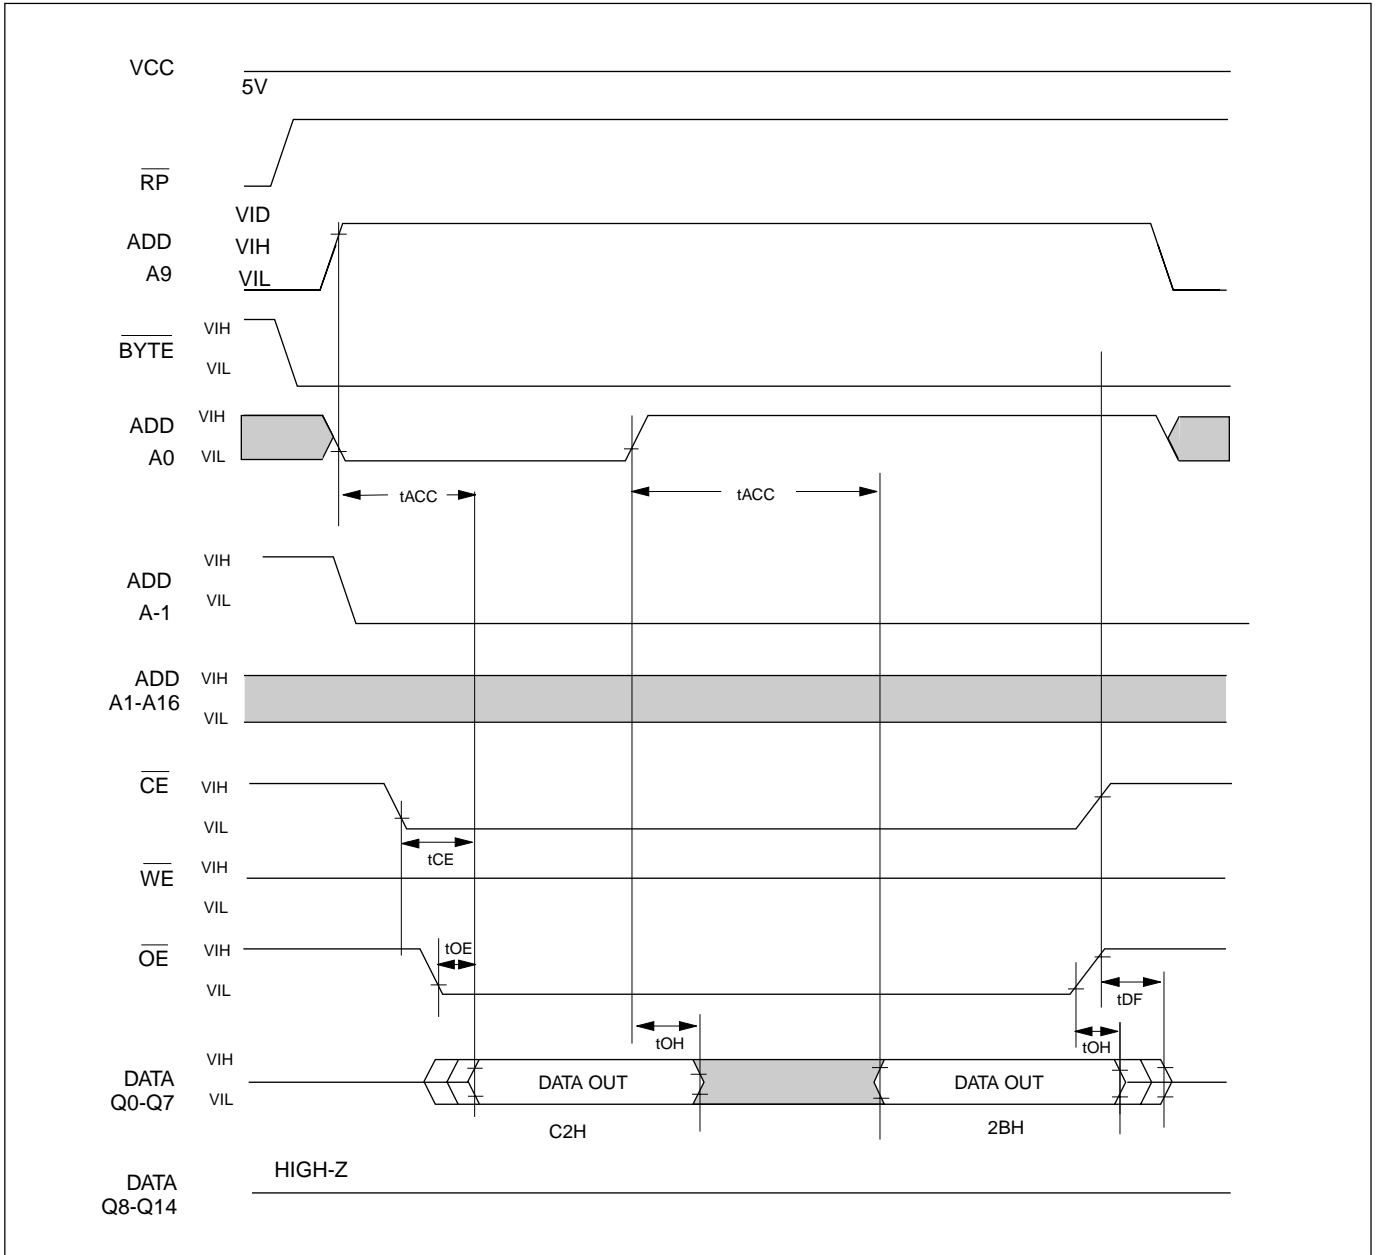 VCC
5V
RP
VID
ADD VIH
A9 VIL
VIH
BYTE
VIL
VIH
ADD
A0 VIL
tACC tACC
VIH
ADD
VIL
A-1
ADD VIH
A1-A16
VIL
CE VIH
VIL
tCE
VIH
WE
VIL
tOE
OE VIH
VIL
tDF
tOH tOH
VIH
DATA DATA OUT DATA OUT
Q0-Q7 VIL
C2H 2BH
HIGH-Z
DATA
Q8-Q14